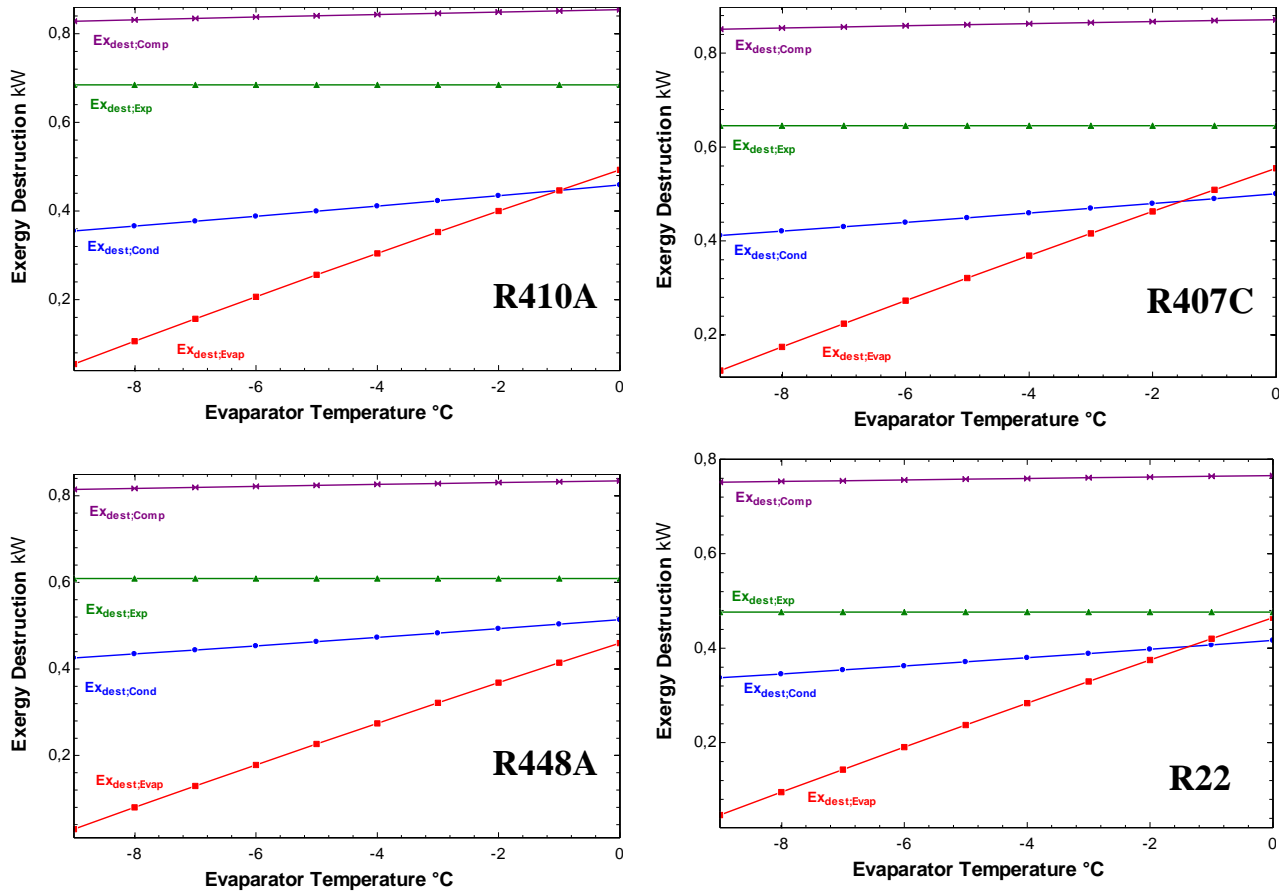 Exergy Destruction kW
0,8
0,6
0,4
0,2
Ex dest;Comp
Ex dest;Exp
Ex dest;Cond
Ex dest;Evap
R410A
-8 -6 -4 -2 0
Evaparator Temperature °C
Exergy Destruction kW
0,8
0,6
0,4
0,2
Ex dest;Comp
Ex dest;Exp
Ex dest;Cond
Ex dest;Evap
R407C
-8 -6 -4 -2 0
Evaparator Temperature °C
Exergy Destruction kW
0,8
0,6
0,4
0,2
Ex dest;Comp
Ex dest;Exp
Ex dest;Cond
Ex dest;Evap
R448A
-8 -6 -4 -2 0
Evaparator Temperature °C
Exergy Destruction kW
0,8
0,6
0,4
0,2
Ex dest;Comp
Ex dest;Exp
Ex dest;Cond
Ex dest;Evap
R22
-8 -6 -4 -2 0
Evaparator Temperature °C